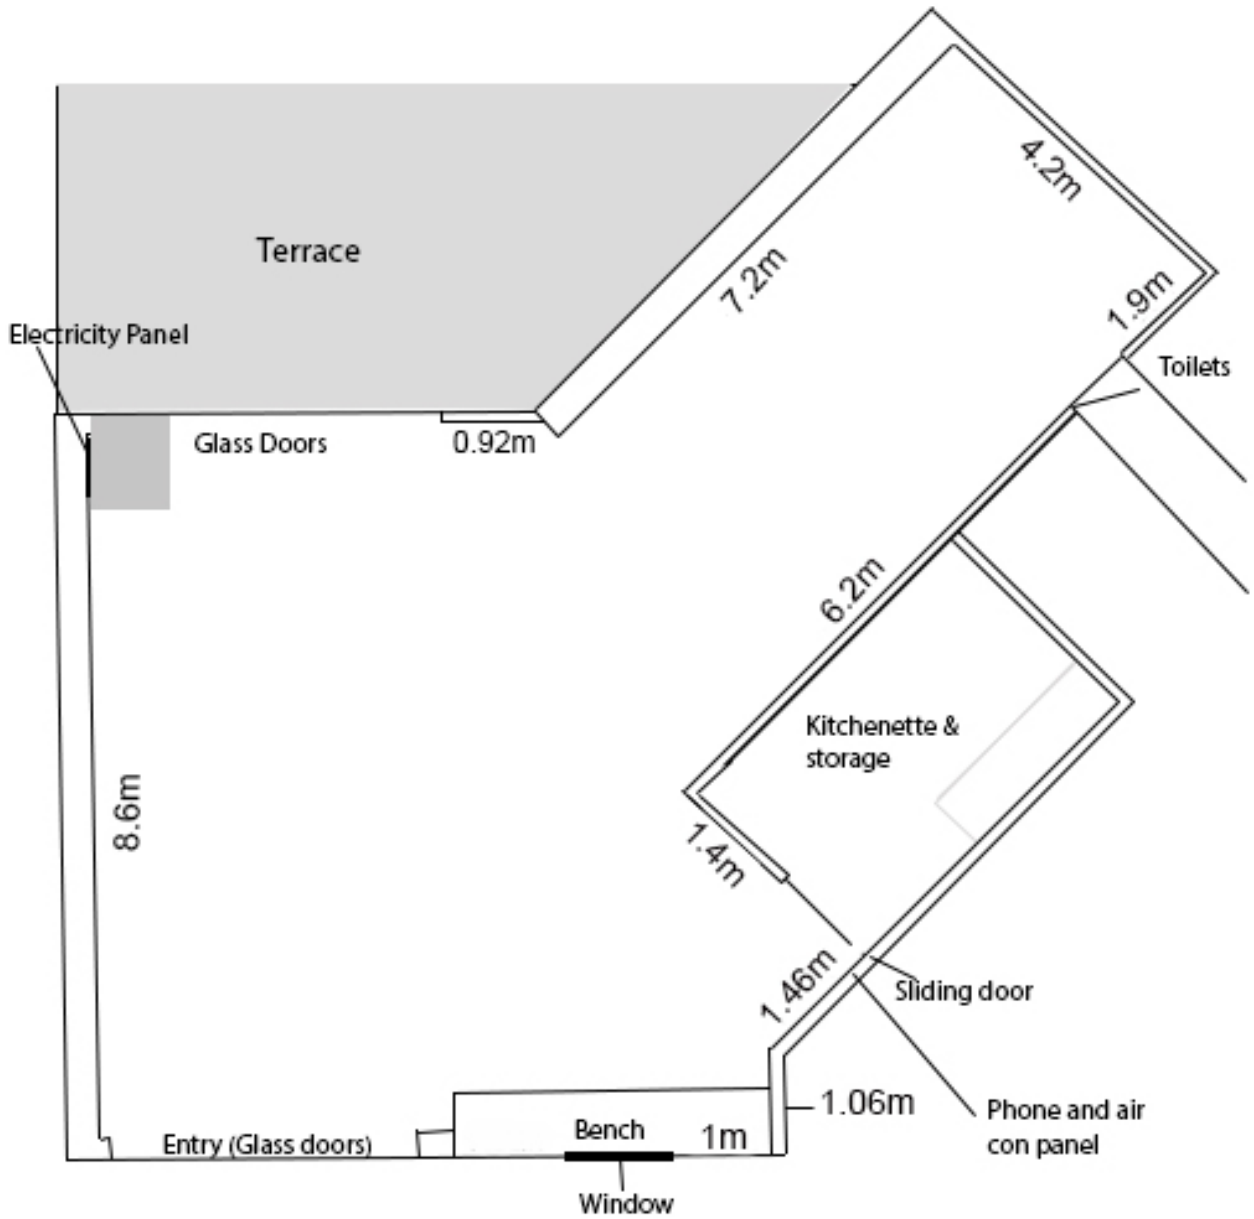 4.2m
Terrace
7.2m
1.9m
Electricity Panel
Toilets
Glass Doors
0.92m
6.2m
Kitchenette &
storage
8.6m
1.4m
1.46m
Sliding door
1.06m
Phone and air
con panel
Entry (Glass doors)
Bench
1m
Window